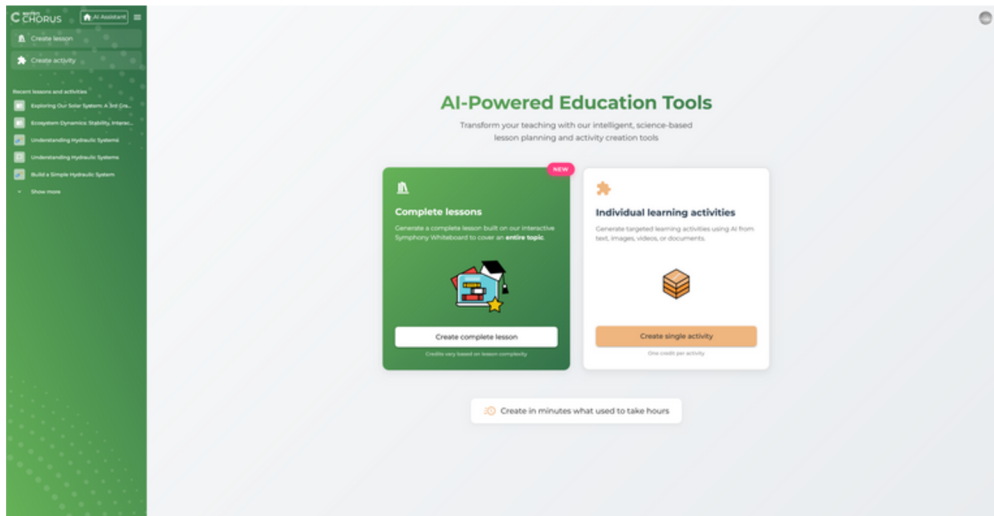 CHORUS
AI Assistant
Create lesson
Create activity
Recent lessons and activities
Exploring Our Solar System: A 3rd Gra...
Ecosystem Dynamics: Stability, Interac...
Understanding Hydraulic Systems
Understanding Hydraulic Systems
Build a Simple Hydraulic System
Show more
AI-Powered Education Tools
Transform your teaching with our intelligent, science-based
lesson planning and activity creation tools
NEW
Complete lessons
Generate a complete lesson built on our interactive
Symphony Whiteboard to cover an entire topic.
Create complete lesson
Credits vary based on lesson complexity
Individual learning activities
Generate targeted learning activities using AI from
text, images, videos, or documents.
Create single activity
One credit per activity
Create in minutes what used to take hours